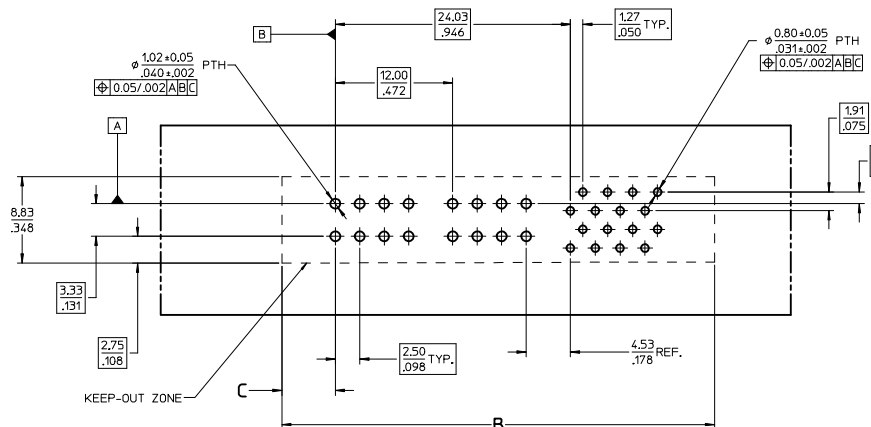 24.03
.946
1.27 TYP.
.050
B
⌀ 1.02±0.05 PTH
.040±.002
⌖ 0.05/.002 A B C
⌀ 0.80±0.05 PTH
.031±.002
⌖ 0.05/.002 A B C
12.00
.472
A
1.91
.075
8.83
.348
3.33
.131
2.75
.108
2.50 TYP.
.098
4.53 REF.
.178
KEEP-OUT ZONE
C
B